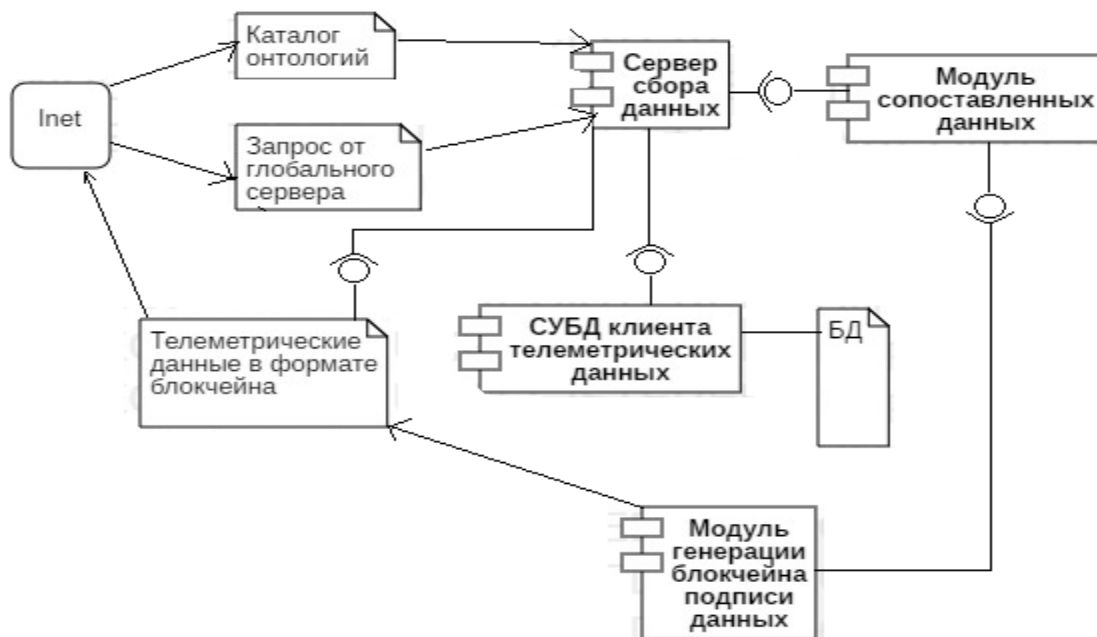 Каталог
онтологий
Сервер
сбора
данных
Модуль
сопоставленных
данных
Inet
Запрос от
глобального
сервера
Телеметрические
данные в формате
блокчейна
СУБД клиента
телеметрических
данных
БД
Модуль
генерации
блокчейна
подписи
данных